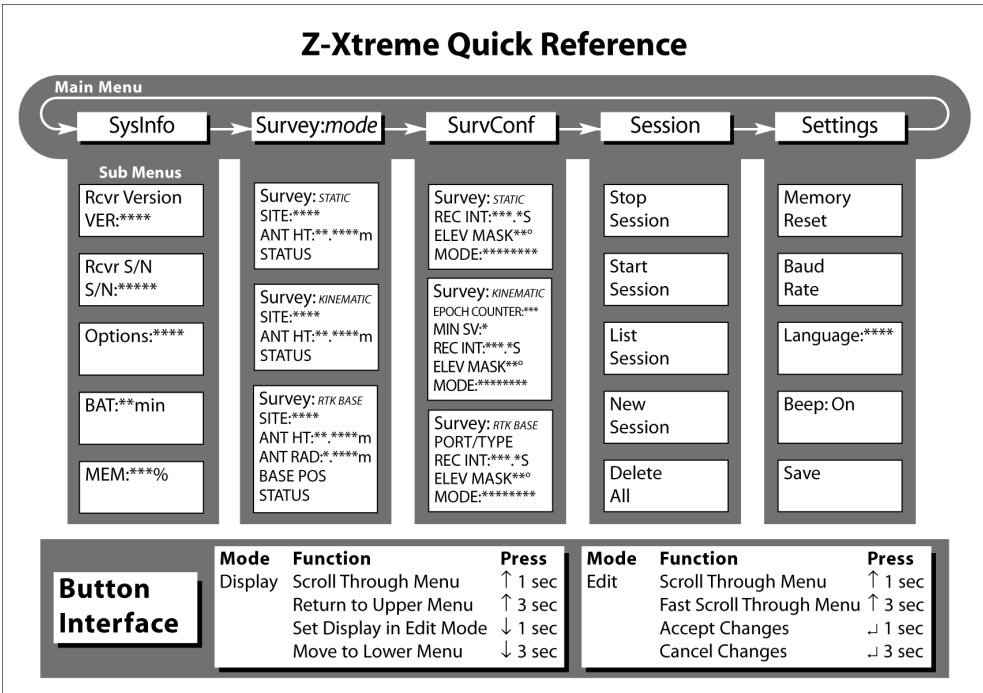 Z-Xtreme Quick Reference
Main Menu
SysInfo
Survey:mode
SurvConf
Session
Settings
Sub Menus
Rcvr Version
VER:****
Rcvr S/N
S/N:*****
Options:****
BAT:**min
MEM:***%
Survey: STATIC
SITE:****
ANT HT:**.****m
STATUS
Survey: KINEMATIC
SITE:****
ANT HT:**.****m
STATUS
Survey: RTK BASE
SITE:****
ANT HT:**.****m
ANT RAD:*.****m
BASE POS
STATUS
Survey: STATIC
REC INT:***.*S
ELEV MASK**º
MODE:********
Survey: KINEMATIC
EPOCH COUNTER:***
MIN SV:*
REC INT:***.*S
ELEV MASK**º
MODE:********
Survey: RTK BASE
PORT/TYPE
REC INT:***.*S
ELEV MASK**º
MODE:********
Stop
Session
Start
Session
List
Session
New
Session
Delete
All
Memory
Reset
Baud
Rate
Language:****
Beep: On
Save
Button
Interface
Mode Function Press
Display Scroll Through Menu ↑ 1 sec
Return to Upper Menu ↑ 3 sec
Set Display in Edit Mode ↓ 1 sec
Move to Lower Menu ↓ 3 sec
Mode Function Press
Edit Scroll Through Menu ↑ 1 sec
Fast Scroll Through Menu ↑ 3 sec
Accept Changes ↵ 1 sec
Cancel Changes ↵ 3 sec